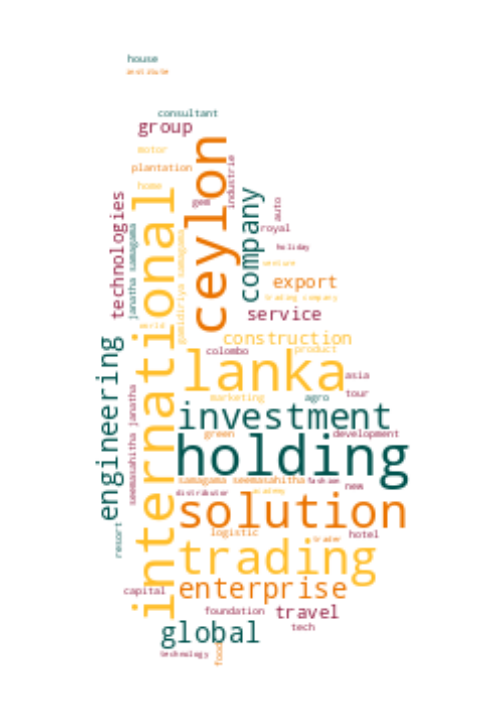 house
institute
consultant
group
motor
plantation
home
industrie
gem
ceylon
international
technologies
janatha samagama
gamidiriya samagama
company
auto
royal
holiday
venture
export
trading company
service
world
construction
colombo
product
lanka
asia
engineering
seemasahitha janatha
marketing
agro
tour
investment
green
development
holding
samagama seemasahitha
fashion
new
distributor
academy
solution
resort
logistic
trader
hotel
trading
capital
enterprise
foundation
travel
global
tech
technology
food